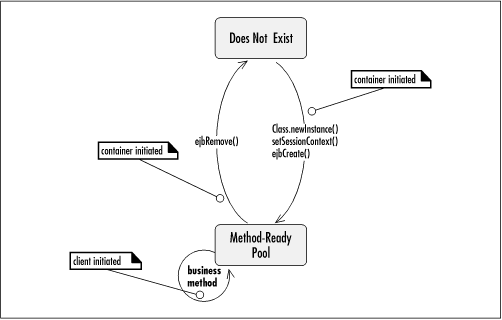 Does Not Exist
container initiated
Class.newInstance()
setSessionContext()
ejbCreate()
ejbRemove()
container initiated
Method-Ready
Pool
client initiated
business
method